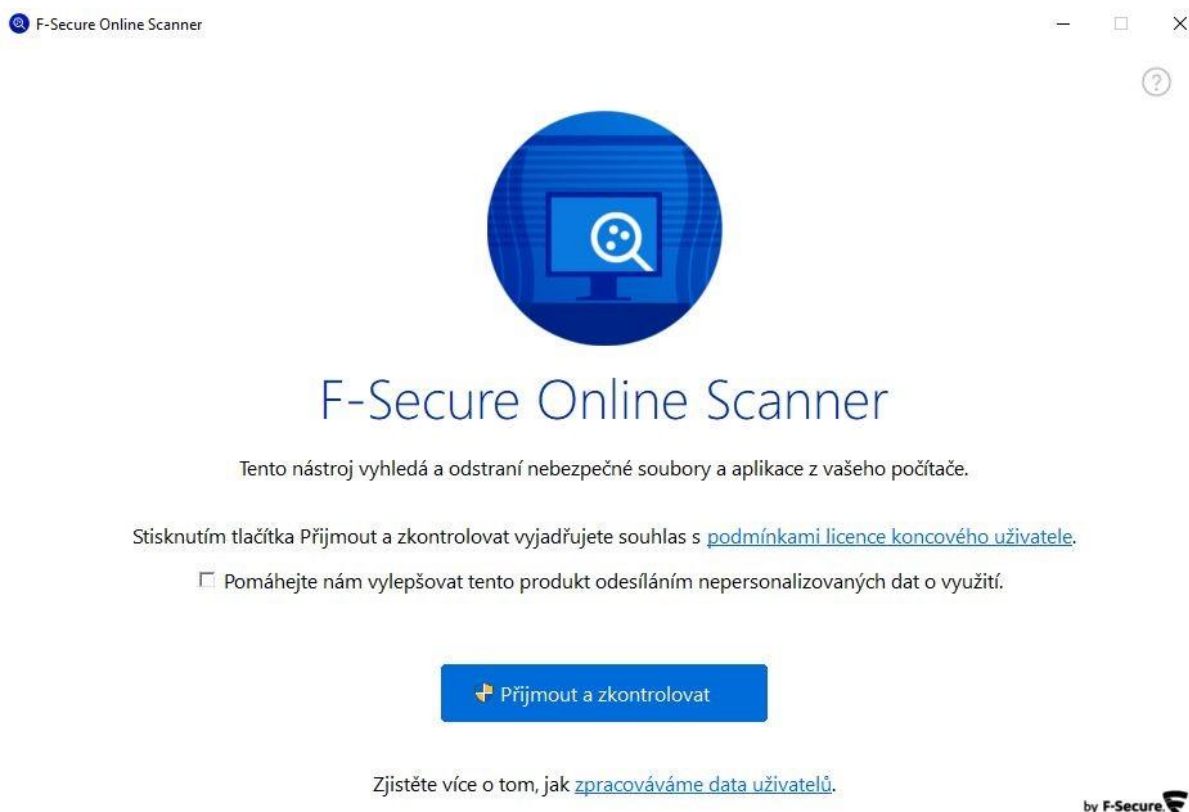 F-Secure Online Scanner
?
F-Secure Online Scanner
Tento nástroj vyhledá a odstraní nebezpečné soubory a aplikace z vašeho počítače.
Stisknutím tlačítka Přijmout a zkontrolovat vyjadřujete souhlas s podmínkami licence koncového uživatele.
Pomáhejte nám vylepšovat tento produkt odesíláním nepersonalizovaných dat o využití.
Přijmout a zkontrolovat
Zjistěte více o tom, jak zpracováváme data uživatelů.
by F-Secure.